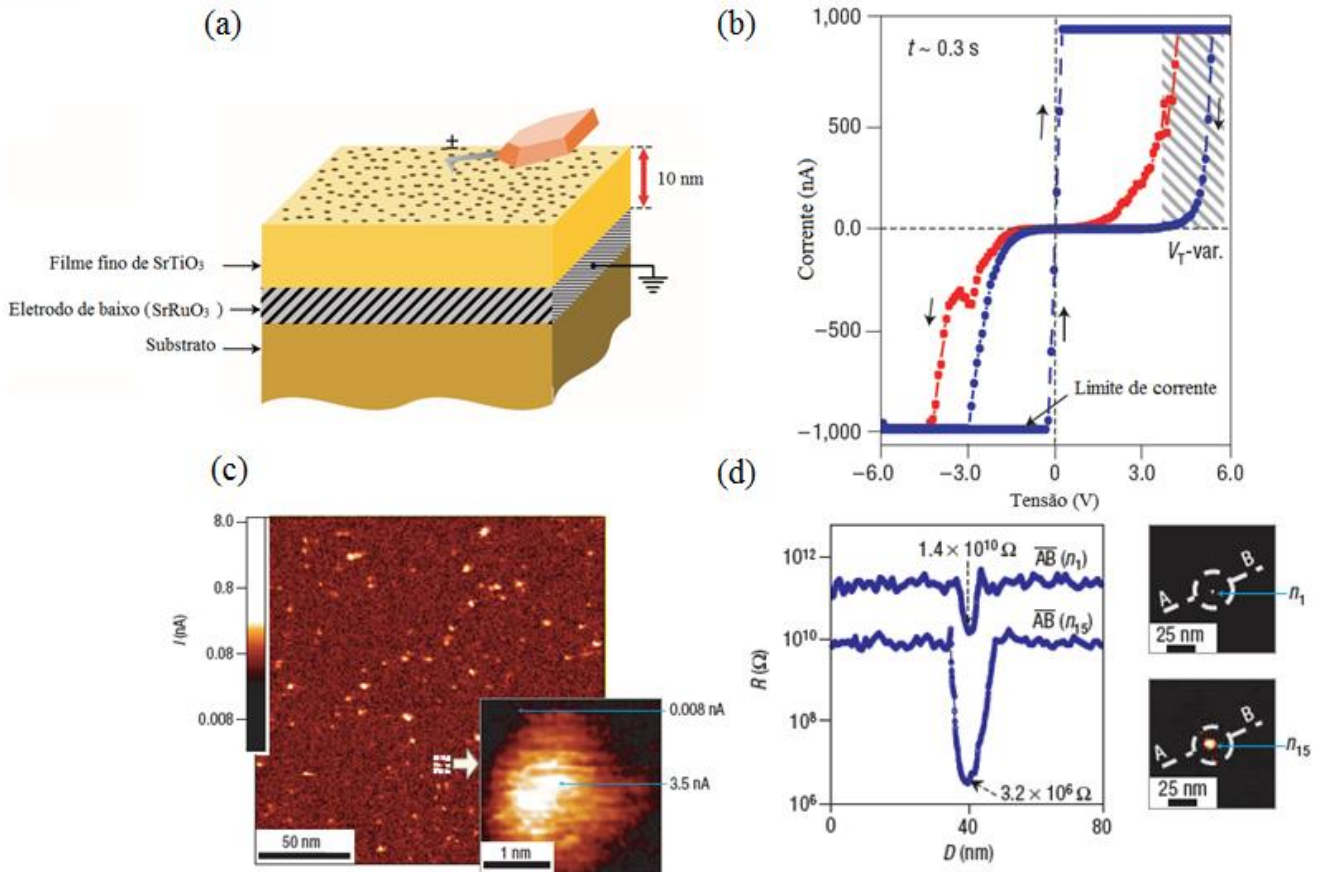 (a)
±
10 nm
Filme fino de SrTiO₃
Eletrodo de baixo (SrRuO₃)
Substrato
(b)
1,000
t ~ 0.3 s
500
0.0
V_T-var.
−500
Limite de corrente
−1,000
Corrente (nA)
−6.0 −3.0 0 3.0 6.0
Tensão (V)
(c)
8.0
0.8
0.08
0.008
I (nA)
0.008 nA
3.5 nA
50 nm
1 nm
(d)
10¹²
1.4 × 10¹⁰ Ω
AB (n₁)
10¹⁰
AB (n₁₅)
R (Ω)
10⁸
10⁶
3.2 × 10⁶ Ω
0 40 80
D (nm)
B
A
n₁
25 nm
B
A
n₁₅
25 nm